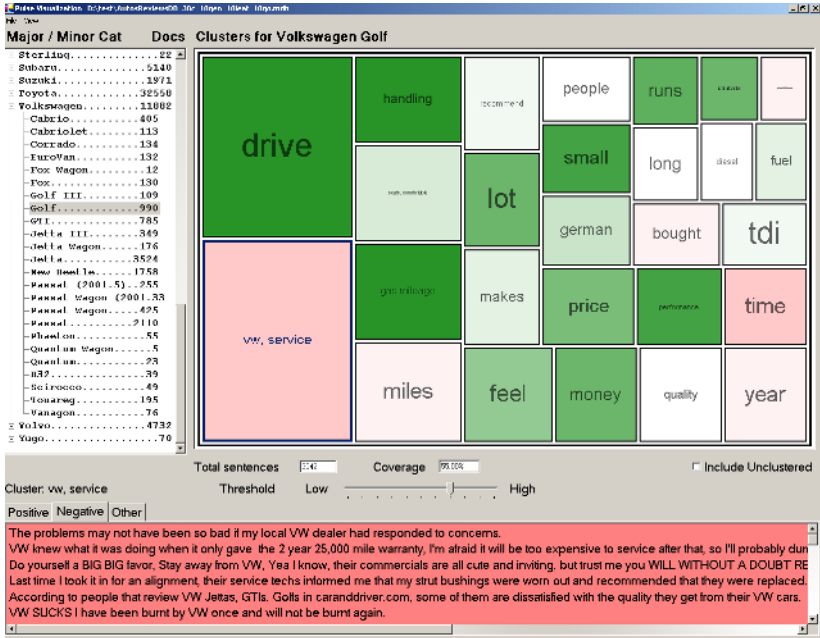 Pulse Visualization
View
Major / Minor Cat Docs Clusters for Volkswagen Golf
Sterling..............22
Subaru..............5140
Suzuki..............1971
Toyota.............32558
Volkswagen.........11882
Cabrio.............405
Cabriolet..........113
Corrado............134
EuroVan............132
Fox Wagon...........12
Fox................130
Golf III...........109
Golf...............990
GTI................785
Jetta III..........349
Jetta Wagon........176
Jetta.............3524
New Beetle........1758
Passat (2001.5)..255
Passat Wagon (2001.33
Passat Wagon.......425
Passat............2110
Phaeton.............55
Quantum Wagon........5
Quantum.............23
R32.................39
Scirocco............49
Touareg............195
Vanagon.............76
Volvo...............4732
Yugo..................70
drive
handling
recommend
people
runs
small
long
diesel
fuel
lot
german
bought
tdi
vw, service
gas mileage
makes
price
performance
time
miles
feel
money
quality
year
Total sentences Coverage 55.00% Include Unclustered
Cluster: vw, service Threshold Low High
Positive Negative Other
The problems may not have been so bad if my local VW dealer had responded to concerns.
VW knew what it was doing when it only gave the 2 year 25,000 mile warranty, I'm afraid it will be too expensive to service after that, so I'll probably dun
Do yourself a BIG BIG favor, Stay away from VW, Yea I know, their commercials are all cute and inviting, but trust me you WILL WITHOUT A DOUBT RE
Last time I took it in for an alignment, their service techs informed me that my strut bushings were worn out and recommended that they were replaced.
According to people that review VW Jettas, GTIs. Golfs in caranddriver.com, some of them are dissatisfied with the quality they get from their VW cars.
VW SUCKS I have been burnt by VW once and will not be burnt again.